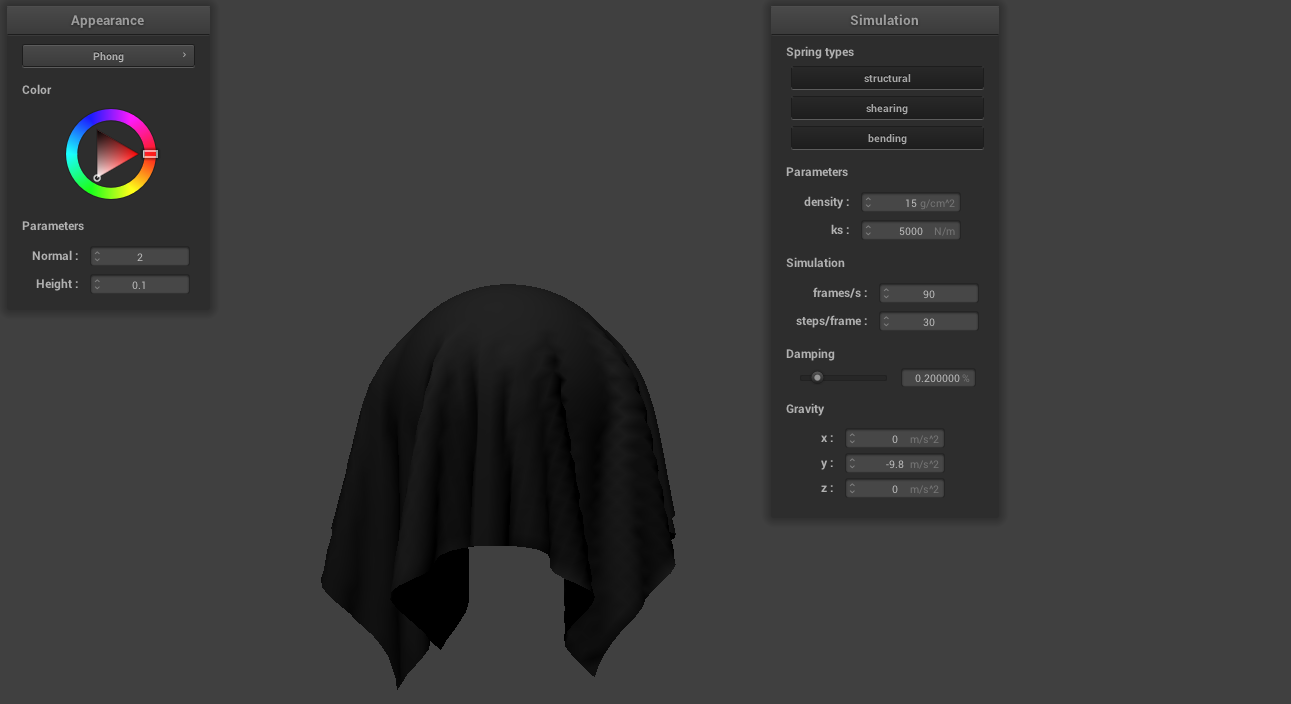 Appearance
Phong
Color
Parameters
Normal : 2
Height : 0.1
Simulation
Spring types
structural
shearing
bending
Parameters
density : 15 g/cm^2
ks : 5000 N/m
Simulation
frames/s : 90
steps/frame : 30
Damping
0.200000 %
Gravity
x : 0 m/s^2
y : -9.8 m/s^2
z : 0 m/s^2